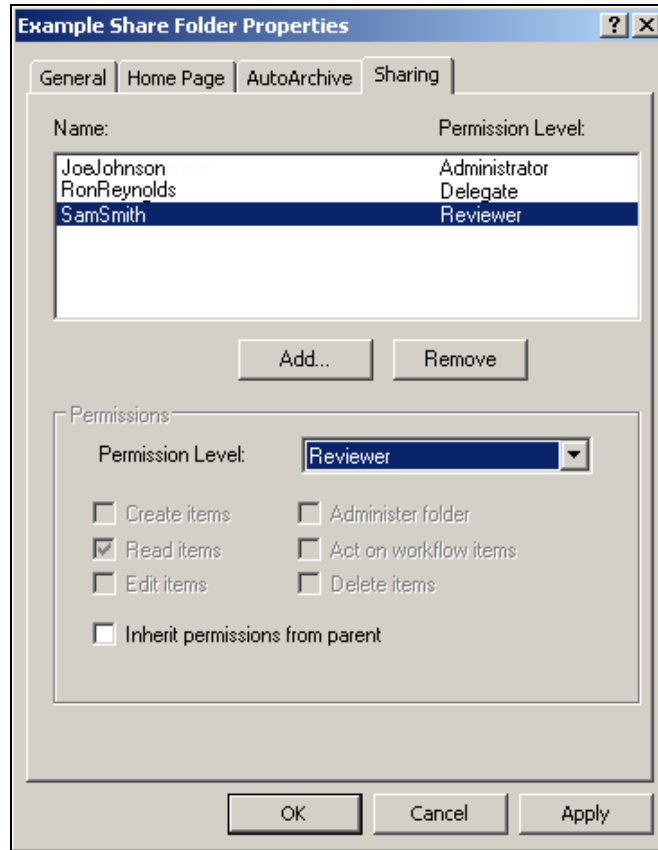 Example Share Folder Properties
General Home Page AutoArchive Sharing
Name: Permission Level:
JoeJohnson Administrator
RonReynolds Delegate
SamSmith Reviewer
Add... Remove
Permissions
Permission Level: Reviewer
Create items Administer folder
Read items Act on workflow items
Edit items Delete items
Inherit permissions from parent
OK Cancel Apply